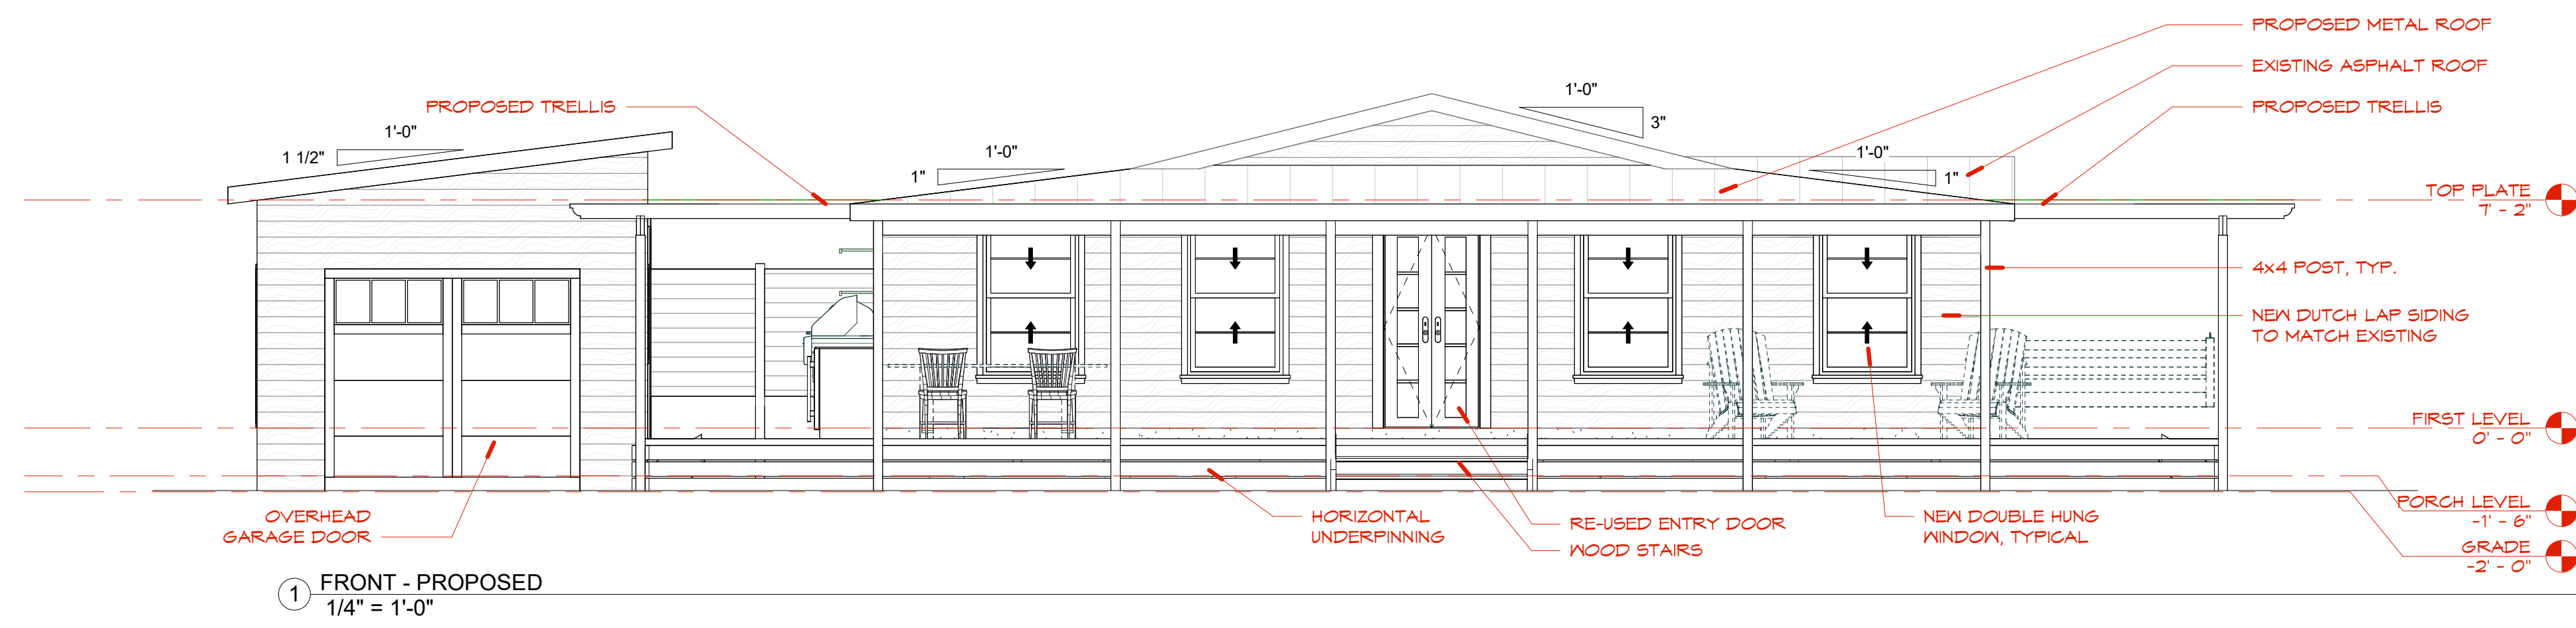 PROPOSED METAL ROOF
EXISTING ASPHALT ROOF
PROPOSED TRELLIS
PROPOSED TRELLIS
1'-0"
3"
1'-0"
1 1/2"
1'-0"
1"
1'-0"
1"
TOP PLATE
7' - 2"
4x4 POST, TYP.
NEW DUTCH LAP SIDING
TO MATCH EXISTING
FIRST LEVEL
0' - 0"
PORCH LEVEL
-1' - 6"
GRADE
-2' - 0"
OVERHEAD
GARAGE DOOR
HORIZONTAL
UNDERPINNING
RE-USED ENTRY DOOR
WOOD STAIRS
NEW DOUBLE HUNG
WINDOW, TYPICAL
1 FRONT - PROPOSED
1/4" = 1'-0"